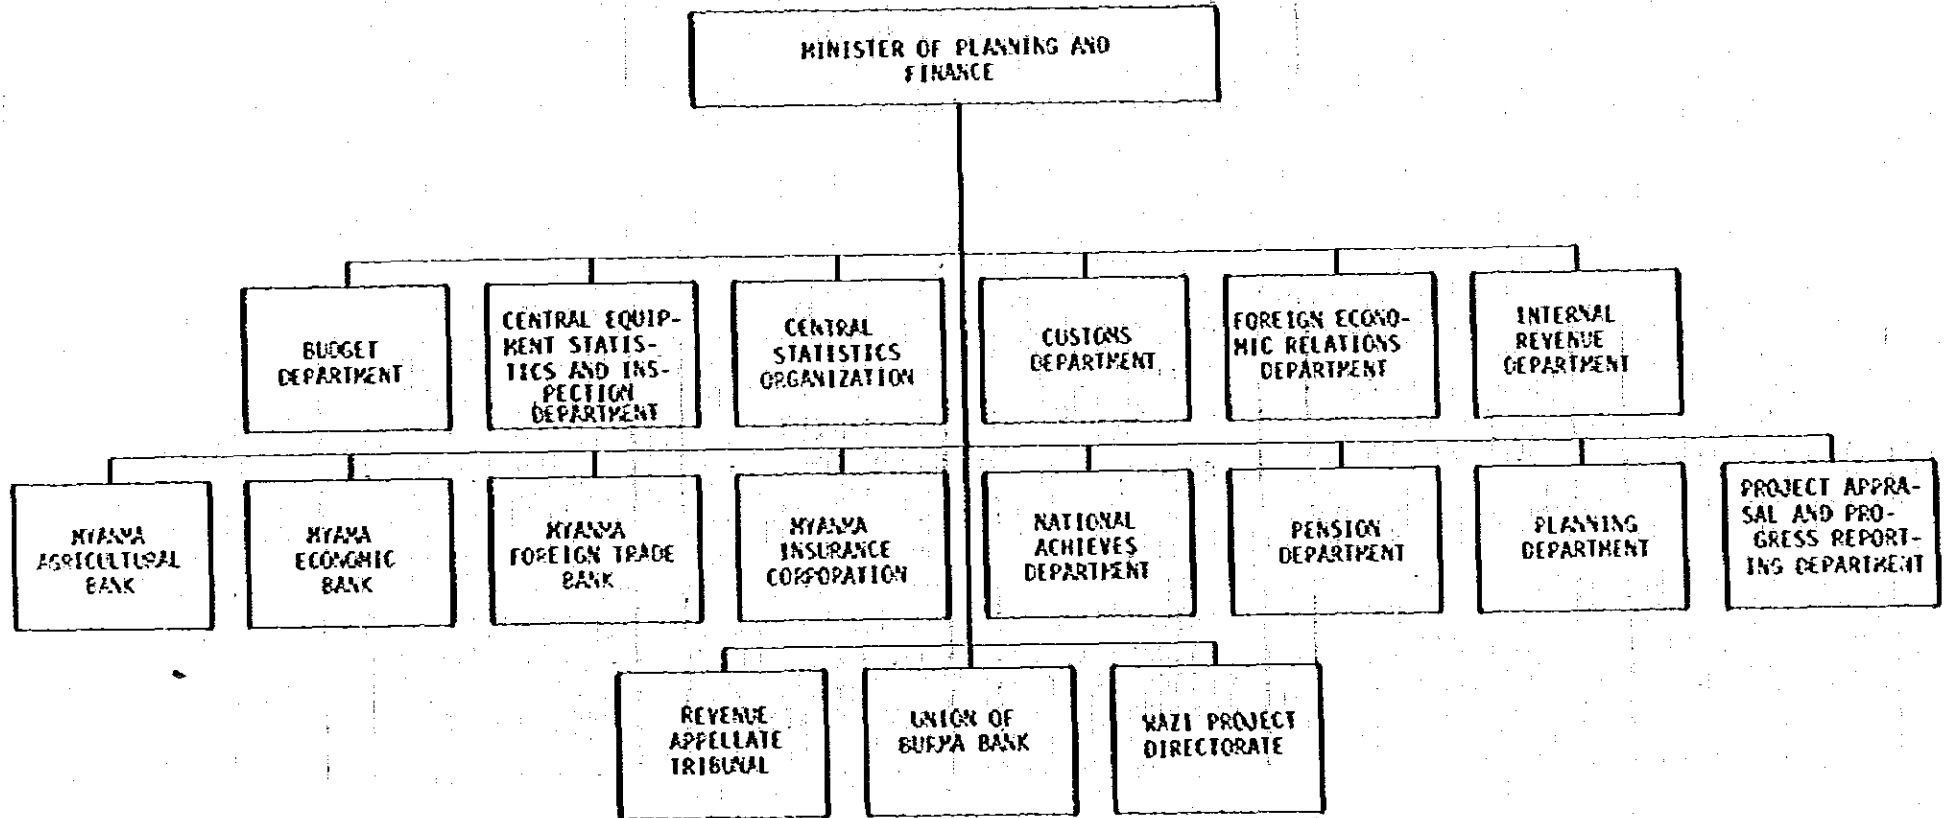 MINISTER OF PLANNING AND
FINANCE
BUDGET
DEPARTMENT
CENTRAL EQUIP-
MENT STATIS-
TICS AND INS-
PECTION
DEPARTMENT
CENTRAL
STATISTICS
ORGANIZATION
CUSTOMS
DEPARTMENT
FOREIGN ECONO-
MIC RELATIONS
DEPARTMENT
INTERNAL
REVENUE
DEPARTMENT
MYANMA
AGRICULTURAL
BANK
MYAMA
ECONOMIC
BANK
MYANMA
FOREIGN TRADE
BANK
MYANMA
INSURANCE
CORPORATION
NATIONAL
ACHIEVES
DEPARTMENT
PENSION
DEPARTMENT
PLANNING
DEPARTMENT
PROJECT APPRA-
SAL AND PRO-
GRESS REPORT-
ING DEPARTMENT
REVENUE
APPELLATE
TRIBUNAL
UNION OF
BURMA BANK
WAZI PROJECT
DIRECTORATE